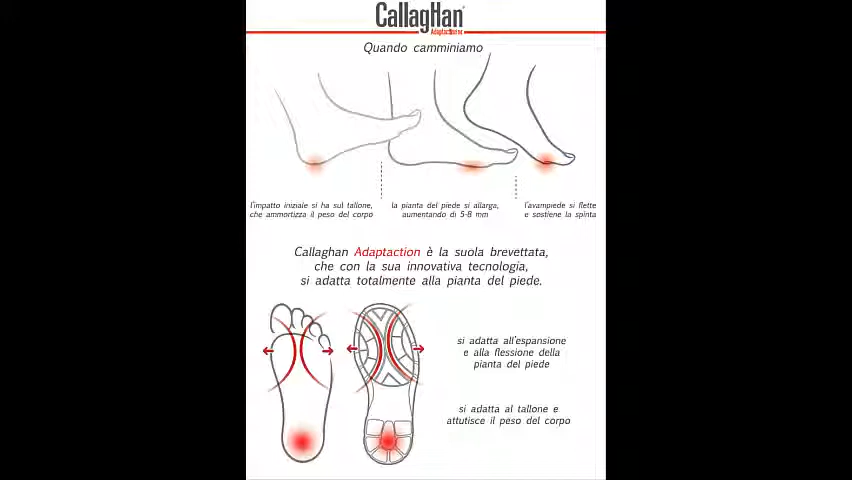 CallagHan
Adaptaction
Quando camminiamo
l'impatto iniziale si ha sul tallone,
che ammortizza il peso del corpo
la pianta del piede si allarga,
aumentando di 5-8 mm
l'avampiede si flette
e sostiene la spinta
Callaghan Adaptaction è la suola brevettata,
che con la sua innovativa tecnologia,
si adatta totalmente alla pianta del piede.
si adatta all'espansione
e alla flessione della
pianta del piede
si adatta al tallone e
attutisce il peso del corpo